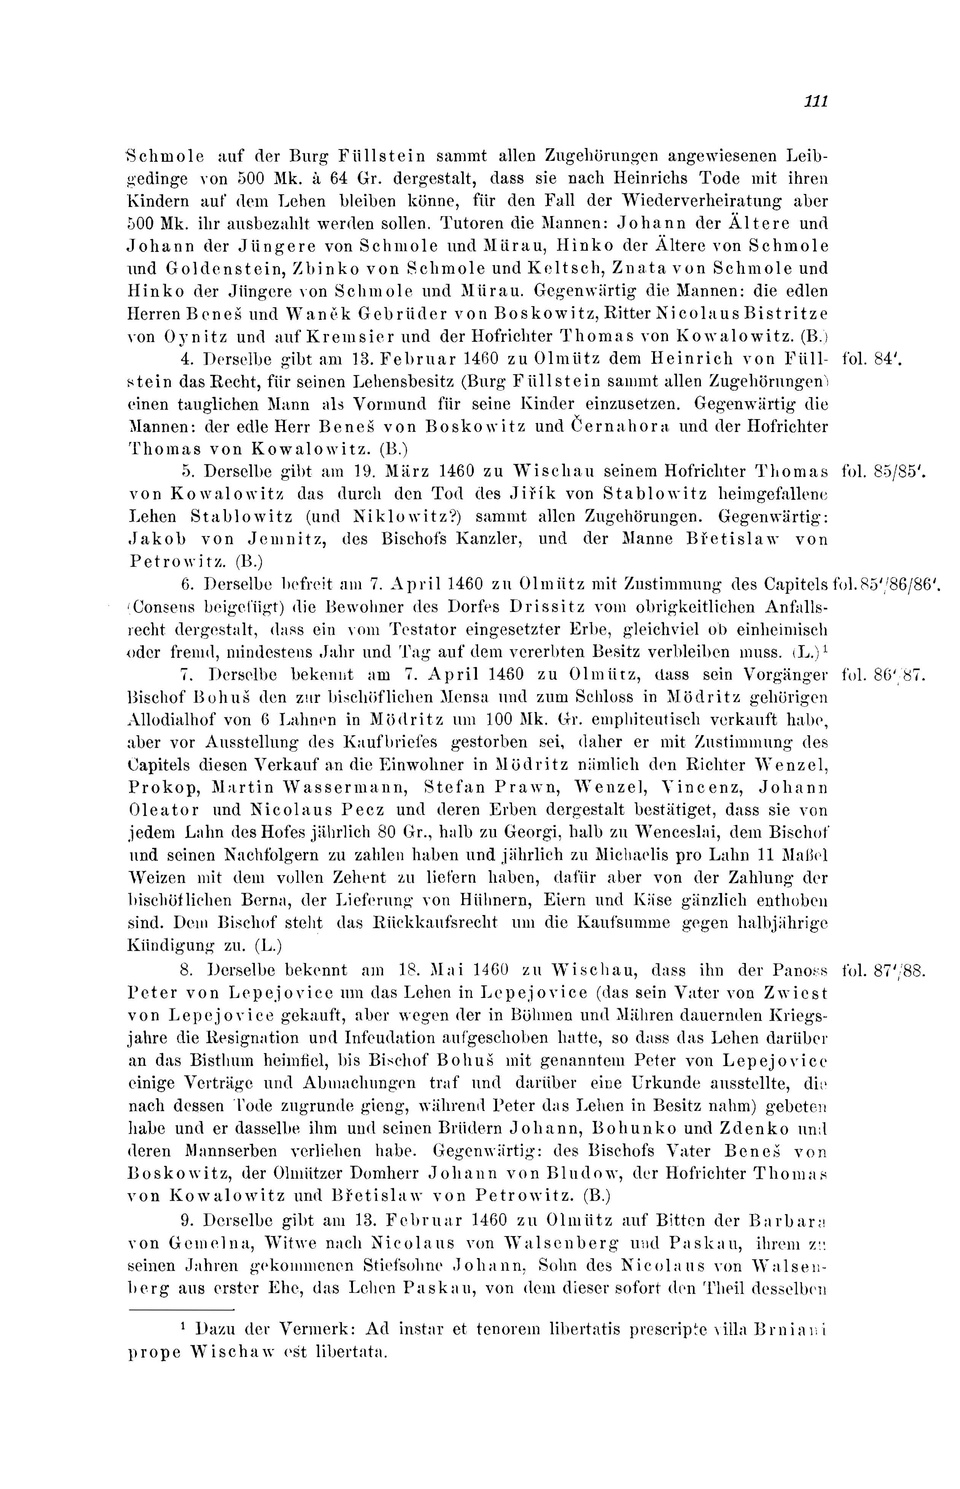 111
Schmole auf der Burg Füllstein sammt allen Zugehörungen angewiesenen Leib-
gedinge von 500 Mk. à 64 Gr. dergestalt, dass sie nach Heinrichs Tode mit ihren
Kindern auf dem Lehen bleiben könne, für den Fall der Wiederverheiratung aber
500 Mk. ihr ausbezahlt werden sollen. Tutoren die Mannen: Johann der Ältere und
Johann der Jüngere von Schmole und Mürau, Hinko der Ältere von Schmole
und Goldenstein, Zbinko von Schmole und Keltsch, Znata von Schmole und
Hinko der Jüngere von Schmole und Mürau. Gegenwärtig die Mannen: die edlen
Herren Beneš und Waněk Gebrüder von Boskowitz, Ritter Nicolaus Bistritze
von Oynitz und auf Kremsier und der Hofrichter Thomas von Kowalowitz. (B.)
4. Derselbe gibt am 13. Februar 1460 zu Olmütz dem Heinrich von Füll- fol. 84'.
stein das Recht, für seinen Lehensbesitz (Burg Füllstein sammt allen Zugehörungen)
einen tauglichen Mann als Vormund für seine Kinder einzusetzen. Gegenwärtig die
Mannen: der edle Herr Beneš von Boskowitz und Černahora und der Hofrichter
Thomas von Kowalowitz. (B.)
5. Derselbe gibt am 19. März 1460 zu Wischau seinem Hofrichter Thomas fol. 85/85'.
von Kowalowitz das durch den Tod des Jiřík von Stablowitz heimgefallene
Lehen Stablowitz (und Niklowitz?) sammt allen Zugehörungen. Gegenwärtig:
Jakob von Jemnitz, des Bischofs Kanzler, und der Manne Břetislaw von
Petrowitz. (B.)
6. Derselbe befreit am 7. April 1460 zu Olmütz mit Zustimmung des Capitels fol. 85'/86/86'.
(Consens beigefügt) die Bewohner des Dorfes Drissitz vom obrigkeitlichen Anfalls-
recht dergestalt, dass ein vom Testator eingesetzter Erbe, gleichviel ob einheimisch
oder fremd, mindestens Jahr und Tag auf dem vererbten Besitz verbleiben muss. (L.)¹
7. Derselbe bekennt am 7. April 1460 zu Olmütz, dass sein Vorgänger fol. 86'/87.
Bischof Bohuš den zur bischöflichen Mensa und zum Schloss in Mödritz gehörigen
Allodialhof von 6 Lahnen in Mödritz um 100 Mk. Gr. emphiteutisch verkauft habe,
aber vor Ausstellung des Kaufbriefes gestorben sei, daher er mit Zustimmung des
Capitels diesen Verkauf an die Einwohner in Mödritz nämlich den Richter Wenzel,
Prokop, Martin Wassermann, Stefan Prawn, Wenzel, Vincenz, Johann
Oleator und Nicolaus Pecz und deren Erben dergestalt bestätiget, dass sie von
jedem Lahn des Hofes jährlich 80 Gr., halb zu Georgi, halb zu Wenceslai, dem Bischof
und seinen Nachfolgern zu zahlen haben und jährlich zu Michaelis pro Lahn 11 Maßel
Weizen mit dem vollen Zehent zu liefern haben, dafür aber von der Zahlung der
bischöflichen Berna, der Lieferung von Hühnern, Eiern und Käse gänzlich enthoben
sind. Dem Bischof steht das Rückkaufsrecht um die Kaufsumme gegen halbjährige
Kündigung zu. (L.)
8. Derselbe bekennt am 18. Mai 1460 zu Wischau, dass ihn der Panoss fol. 87'/88.
Peter von Lepejovice um das Lehen in Lepejovice (das sein Vater von Zwiest
von Lepejovice gekauft, aber wegen der in Böhmen und Mähren dauernden Kriegs-
jahre die Resignation und Infeudation aufgeschoben hatte, so dass das Lehen darüber
an das Bisthum heimfiel, bis Bischof Bohuš mit genanntem Peter von Lepejovice
einige Verträge und Abmachungen traf und darüber eine Urkunde ausstellte, die
nach dessen Tode zugrunde gieng, während Peter das Lehen in Besitz nahm) gebeten
habe und er dasselbe ihm und seinen Brüdern Johann, Bohunko und Zdenko und
deren Mannserben verliehen habe. Gegenwärtig: des Bischofs Vater Beneš von
Boskowitz, der Olmützer Domherr Johann von Bludow, der Hofrichter Thomas
von Kowalowitz und Břetislaw von Petrowitz. (B.)
9. Derselbe gibt am 13. Februar 1460 zu Olmütz auf Bitten der Barbara
von Gemelna, Witwe nach Nicolaus von Walsenberg und Paskau, ihrem zu
seinen Jahren gekommenen Stiefsohne Johann, Sohn des Nicolaus von Walsen-
berg aus erster Ehe, das Lehen Paskau, von dem dieser sofort den Theil desselben
¹ Dazu der Vermerk: Ad instar et tenorem libertatis prescripte villa Brniani
prope Wischaw est libertata.